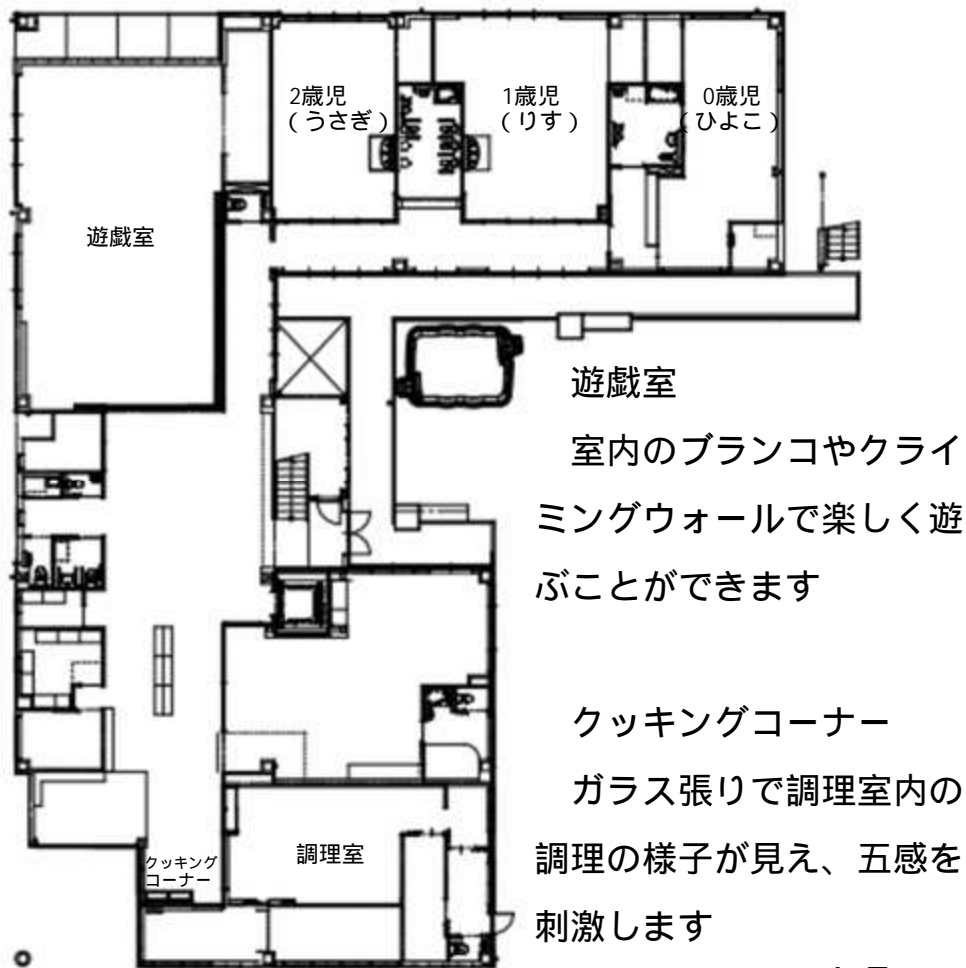 2歳児
(うさぎ)
1歳児
(りす)
0歳児
(ひよこ)
遊戯室
遊戯室
室内のブランコやクライ
ミングウォールで楽しく遊
ぶことができます
クッキングコーナー
ガラス張りで調理室内の
調理の様子が見え、五感を
刺激します
調理室
クッキング
コーナー